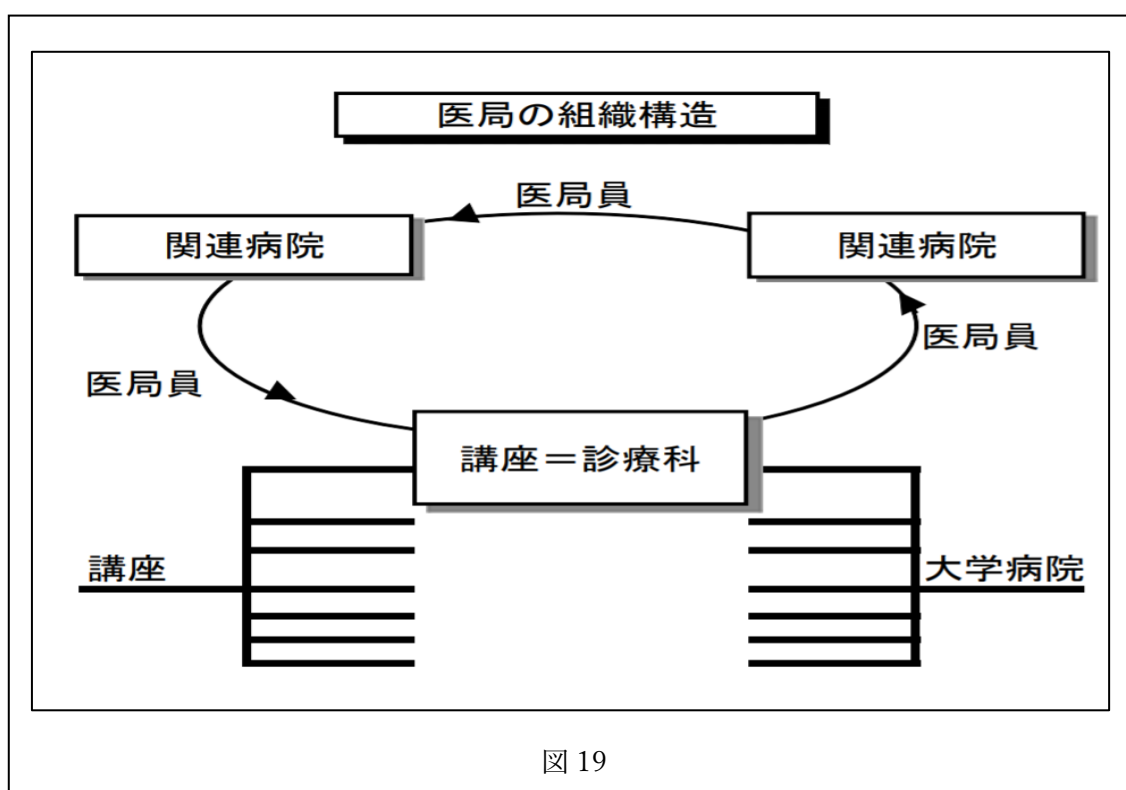 医局の組織構造
医局員
関連病院
関連病院
医局員
医局員
講座＝診療科
講座
大学病院
図 19